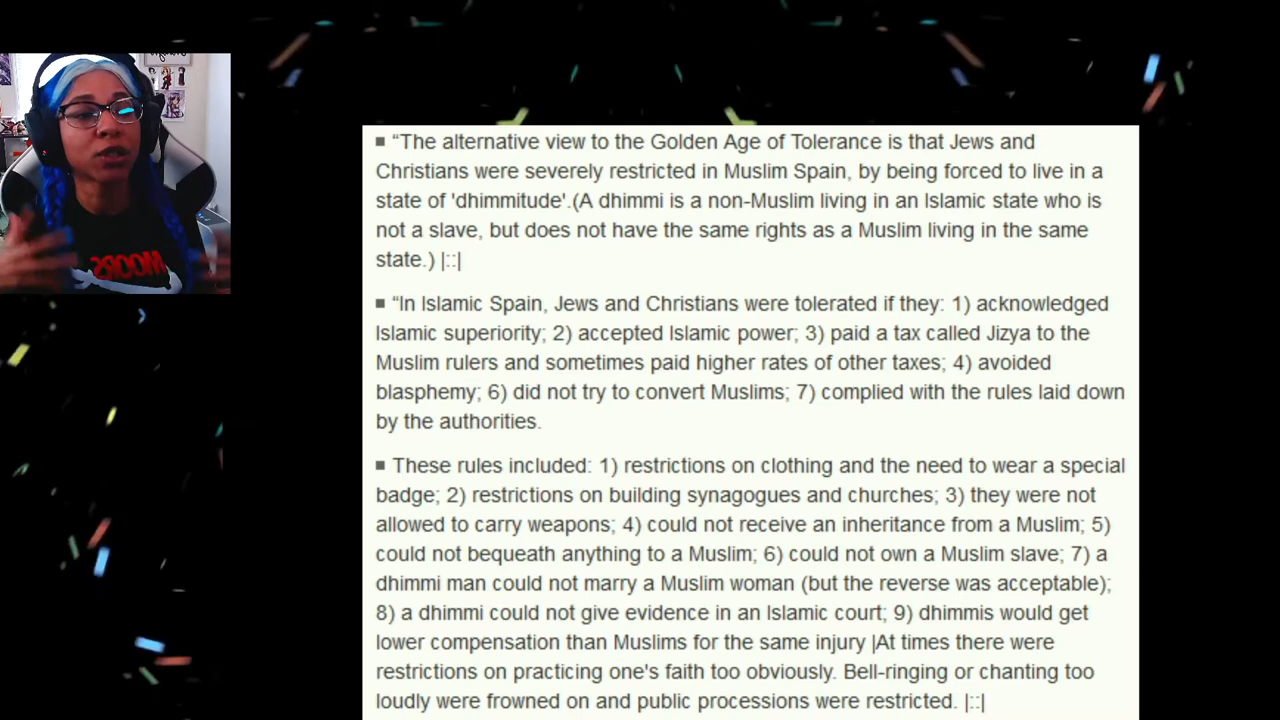 MOORS
■ “The alternative view to the Golden Age of Tolerance is that Jews and
Christians were severely restricted in Muslim Spain, by being forced to live in a
state of 'dhimmitude'.(A dhimmi is a non-Muslim living in an Islamic state who is
not a slave, but does not have the same rights as a Muslim living in the same
state.) |::|
■ “In Islamic Spain, Jews and Christians were tolerated if they: 1) acknowledged
Islamic superiority; 2) accepted Islamic power; 3) paid a tax called Jizya to the
Muslim rulers and sometimes paid higher rates of other taxes; 4) avoided
blasphemy; 6) did not try to convert Muslims; 7) complied with the rules laid down
by the authorities.
■ These rules included: 1) restrictions on clothing and the need to wear a special
badge; 2) restrictions on building synagogues and churches; 3) they were not
allowed to carry weapons; 4) could not receive an inheritance from a Muslim; 5)
could not bequeath anything to a Muslim; 6) could not own a Muslim slave; 7) a
dhimmi man could not marry a Muslim woman (but the reverse was acceptable);
8) a dhimmi could not give evidence in an Islamic court; 9) dhimmis would get
lower compensation than Muslims for the same injury |At times there were
restrictions on practicing one's faith too obviously. Bell-ringing or chanting too
loudly were frowned on and public processions were restricted. |::|